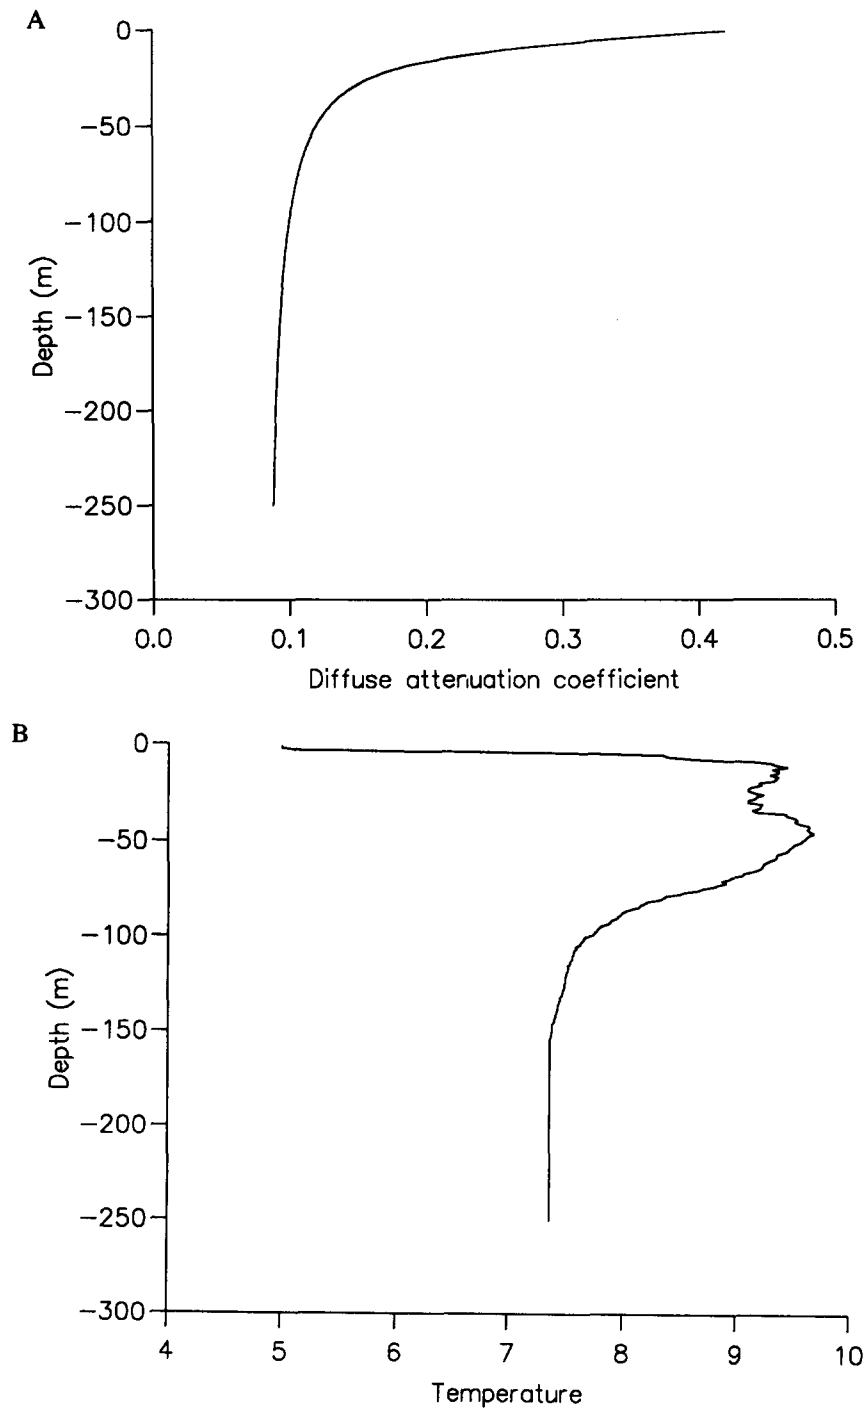 A
0
−50
−100
−150
−200
−250
−300
Depth (m)
0.0 0.1 0.2 0.3 0.4 0.5
Diffuse attenuation coefficient
B
0
−50
−100
−150
−200
−250
−300
Depth (m)
4 5 6 7 8 9 10
Temperature